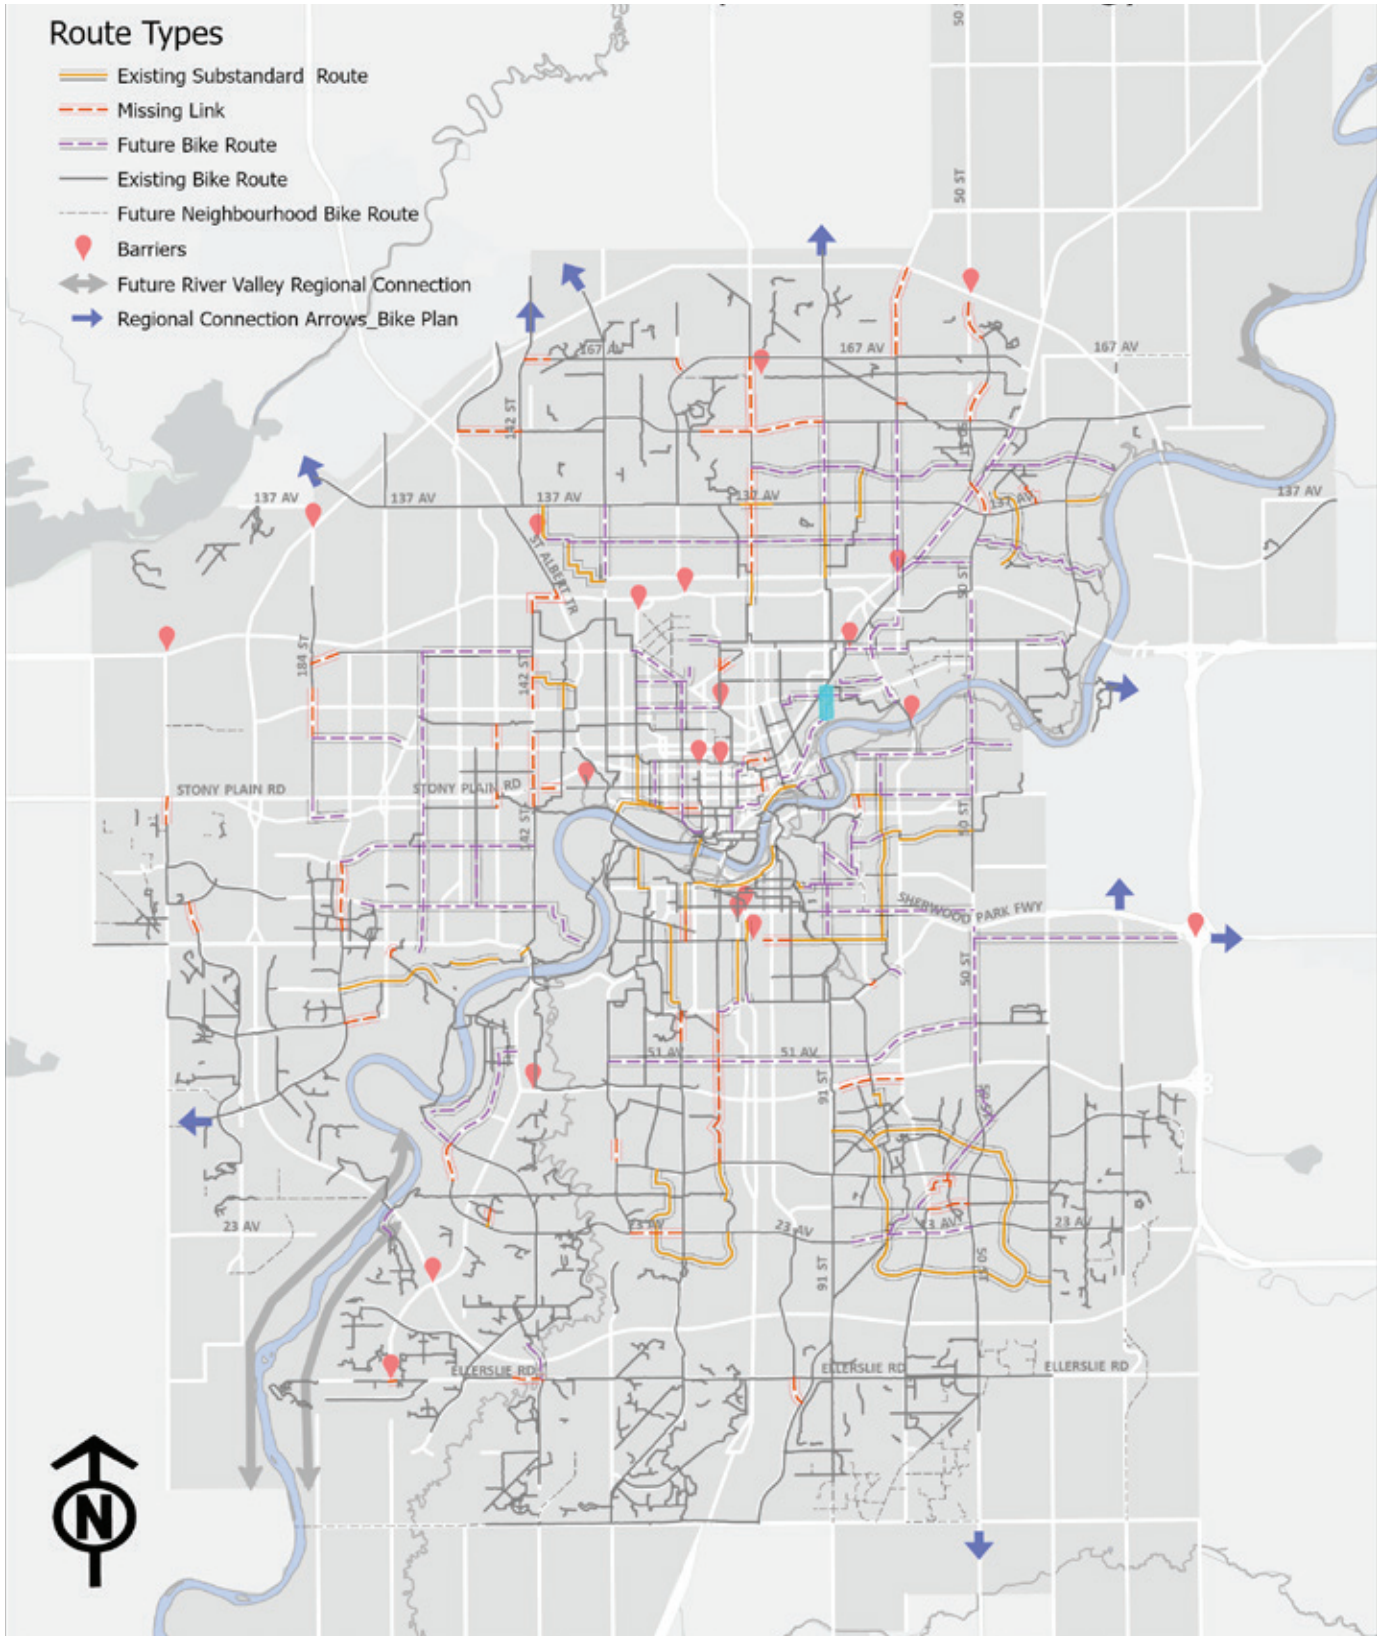 Route Types
Existing Substandard Route
Missing Link
Future Bike Route
Existing Bike Route
Future Neighbourhood Bike Route
Barriers
Future River Valley Regional Connection
Regional Connection Arrows_Bike Plan
50 ST
167 AV
167 AV
167 AV
142 ST
50 ST
137 AV
137 AV
137 AV
137 AV
137 AV
137 AV
ST ALBERT TR
50 ST
184 ST
142 ST
STONY PLAIN RD
STONY PLAIN RD
142 ST
50 ST
SHERWOOD PARK FWY
50 ST
51 AV
51 AV
91 ST
50 ST
23 AV
23 AV
23 AV
23 AV
23 AV
91 ST
50 ST
ELLERSLIE RD
ELLERSLIE RD
ELLERSLIE RD
N